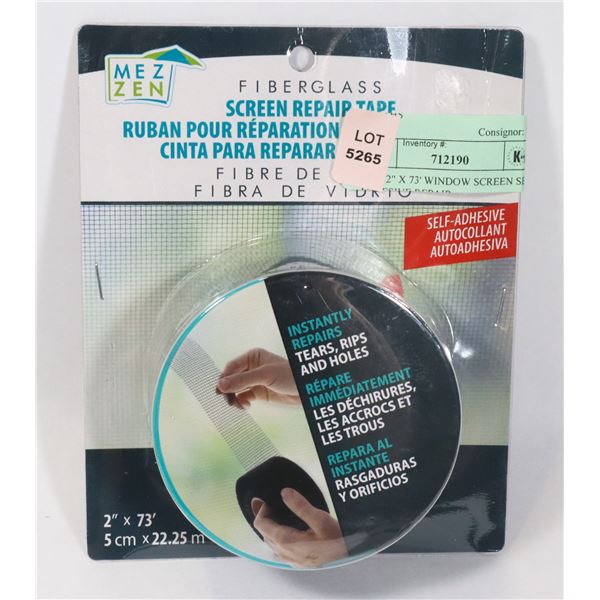 MEZ
ZEN
FIBERGLASS
SCREEN REPAIR TAPE
RUBAN POUR RÉPARATION
CINTA PARA REPARAR
FIBRE DE
FIBRA DE VIDRIO
LOT
5265
Consignor:
Inventory #:
712190
2" X 73' WINDOW SCREEN
SELF-ADHESIVE
AUTOCOLLANT
AUTOADHESIVA
INSTANTLY
REPAIRS
TEARS, RIPS
AND HOLES
RÉPARE
IMMÉDIATEMENT
LES DÉCHIRURES,
LES ACCROCS ET
LES TROUS
REPARA AL
INSTANTE
RASGADURAS
Y ORIFICIOS
2" x 73'
5 cm x 22.25 m